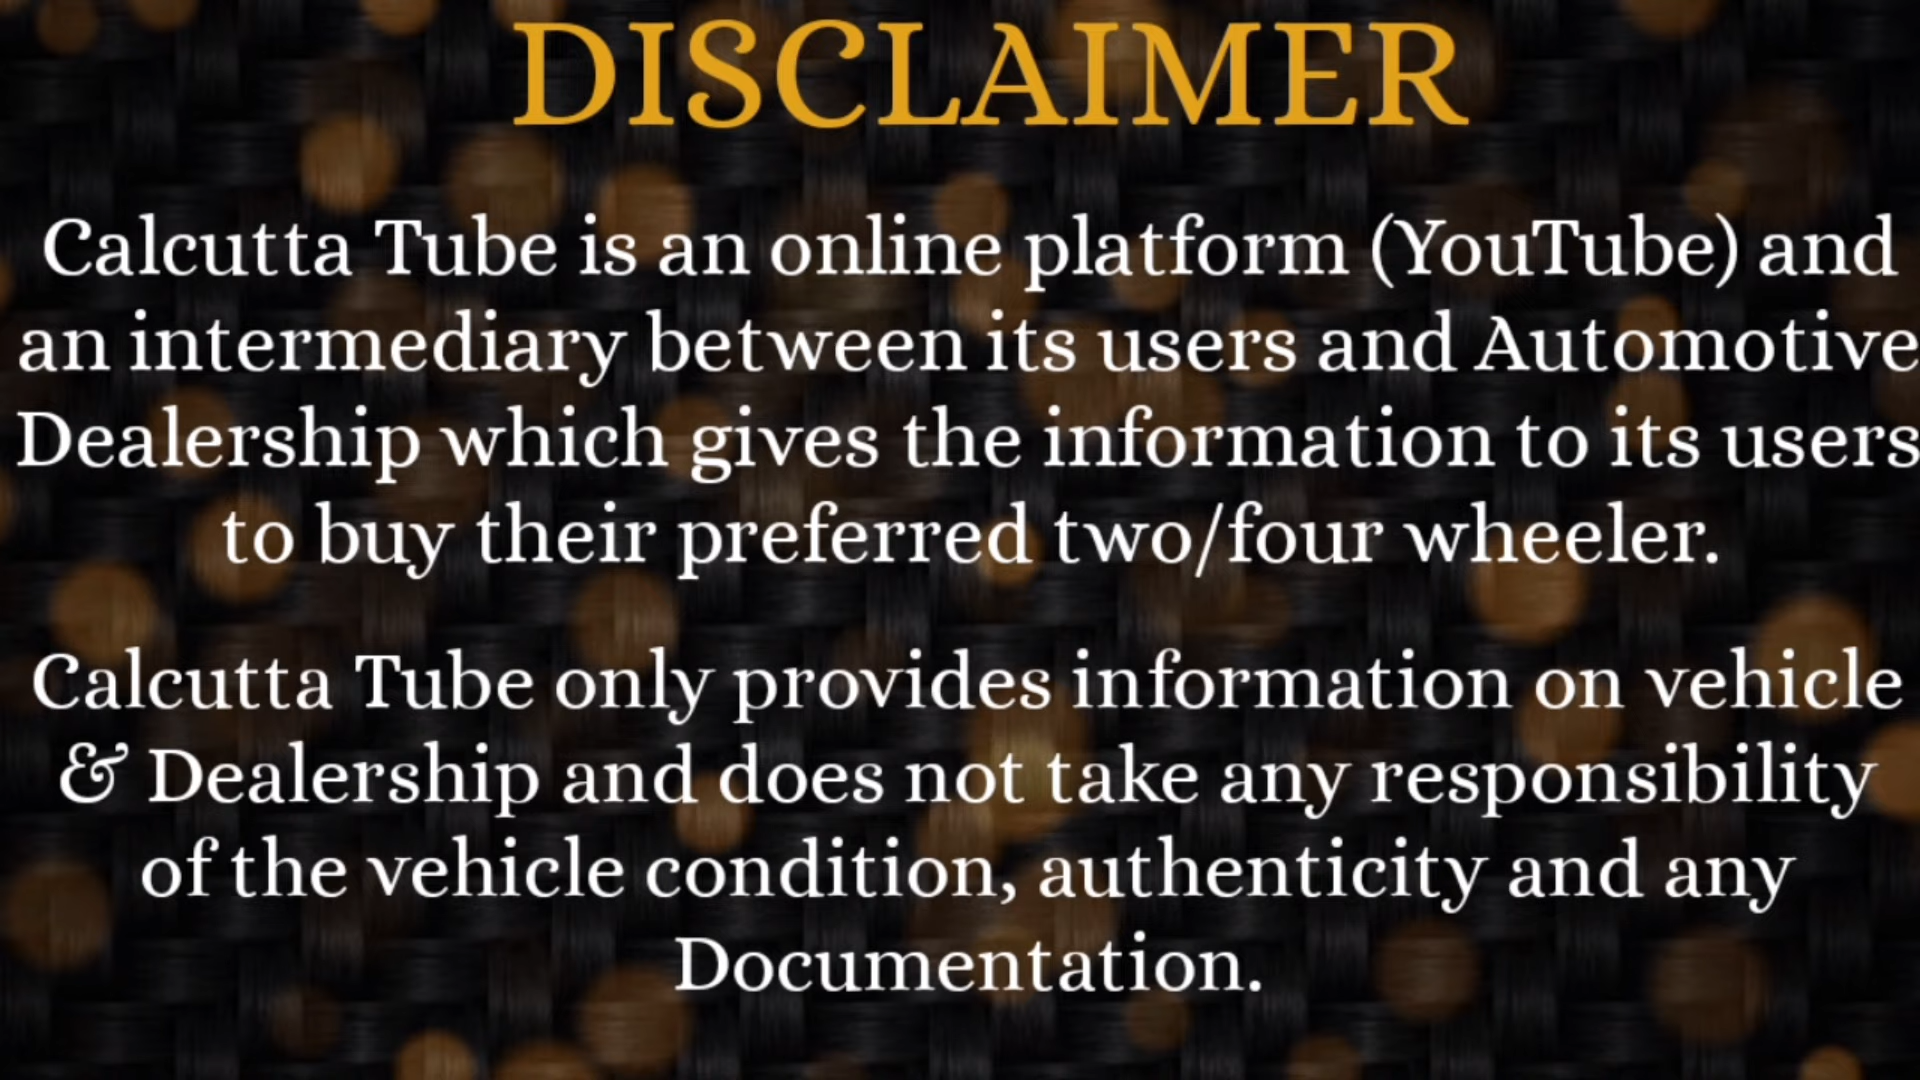 DISCLAIMER
Calcutta Tube is an online platform (YouTube) and
an intermediary between its users and Automotive
Dealership which gives the information to its users
to buy their preferred two/four wheeler.
Calcutta Tube only provides information on vehicle
& Dealership and does not take any responsibility
of the vehicle condition, authenticity and any
Documentation.